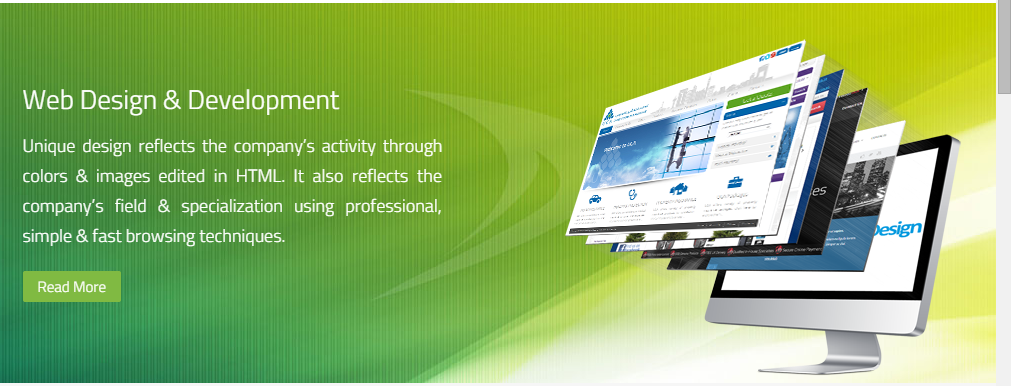 Web Design & Development
Unique design reflects the company's activity through
colors & images edited in HTML. It also reflects the
company's field & specialization using professional,
simple & fast browsing techniques.
Read More
Design